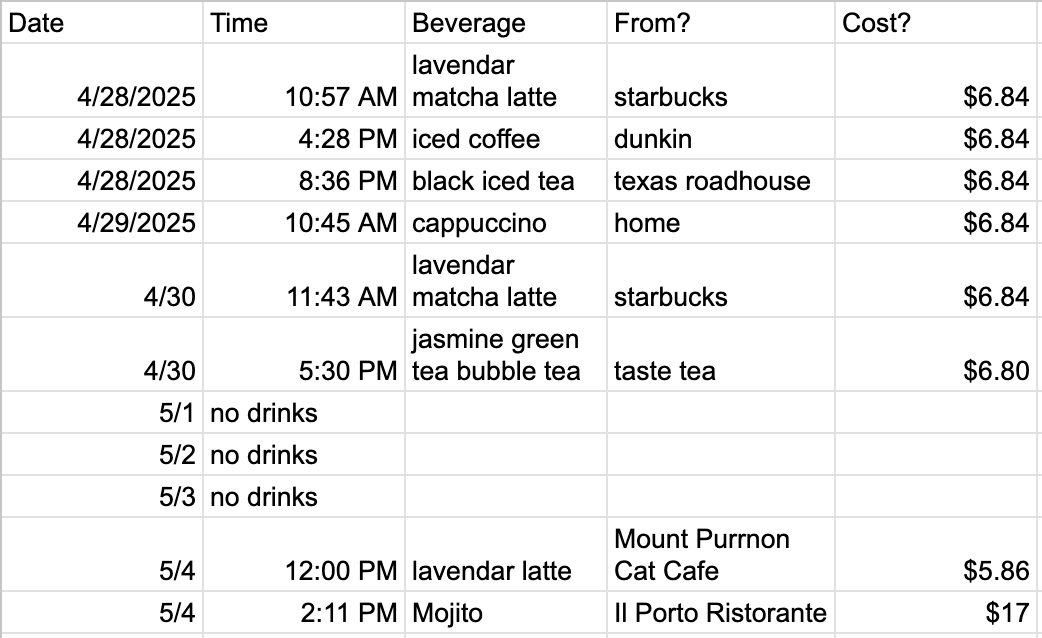 Date Time Beverage From? Cost?
lavendar
4/28/2025 10:57 AM matcha latte starbucks $6.84
4/28/2025 4:28 PM iced coffee dunkin $6.84
4/28/2025 8:36 PM black iced tea texas roadhouse $6.84
4/29/2025 10:45 AM cappuccino home $6.84
lavendar
4/30 11:43 AM matcha latte starbucks $6.84
jasmine green
4/30 5:30 PM tea bubble tea taste tea $6.80
5/1 no drinks
5/2 no drinks
5/3 no drinks
Mount Purrnon
5/4 12:00 PM lavendar latte Cat Cafe $5.86
5/4 2:11 PM Mojito Il Porto Ristorante $17